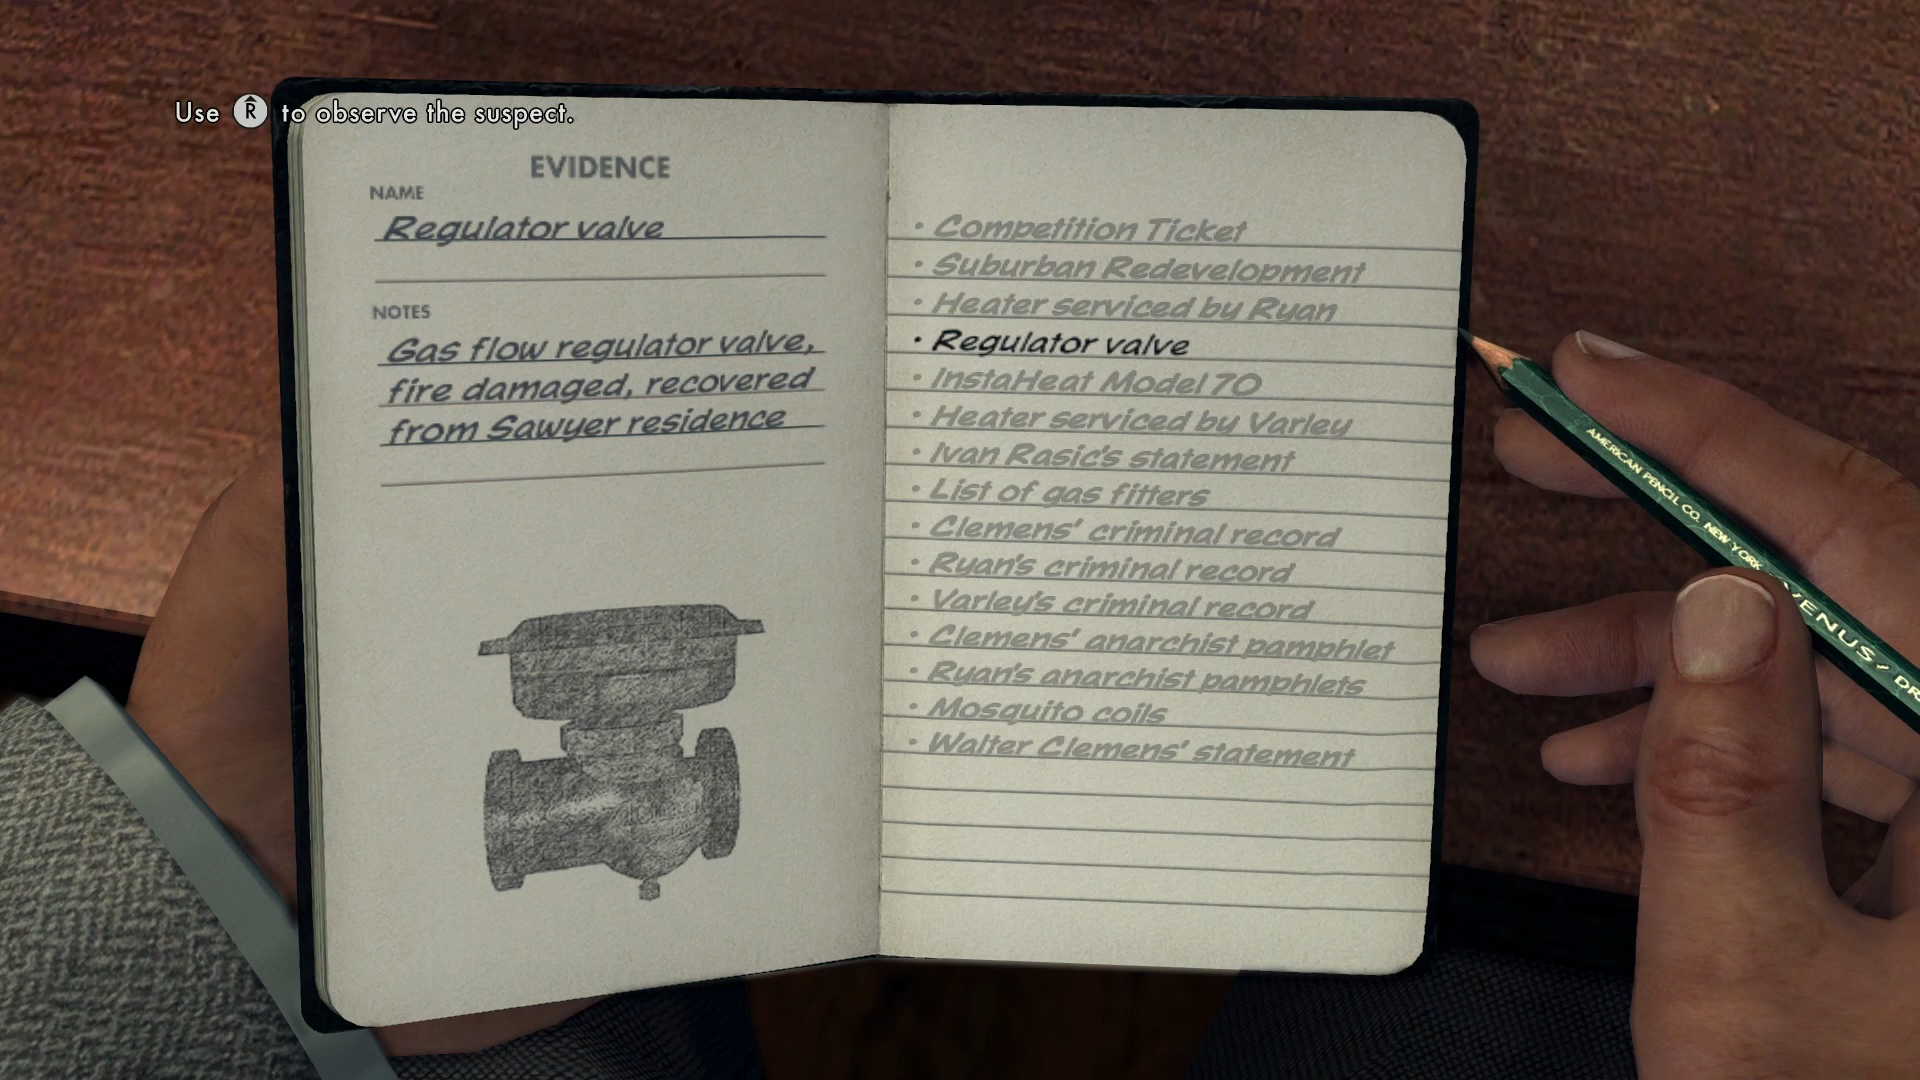 Use R to observe the suspect.
EVIDENCE
NAME
Regulator valve
NOTES
Gas flow regulator valve,
fire damaged, recovered
from Sawyer residence
• Competition Ticket
• Suburban Redevelopment
• Heater serviced by Ryan
• Regulator valve
• InstaHeat Model 70
• Heater serviced by Varley
• Ivan Rasic's statement
• List of gas fitters
• Clemens' criminal record
• Ryan's criminal record
• Varley's criminal record
• Clemens' anarchist pamphlet
• Ryan's anarchist pamphlets
• Mosquito coils
• Walter Clemens' statement
AMERICAN PENCIL CO. NEW YORK
VENUS